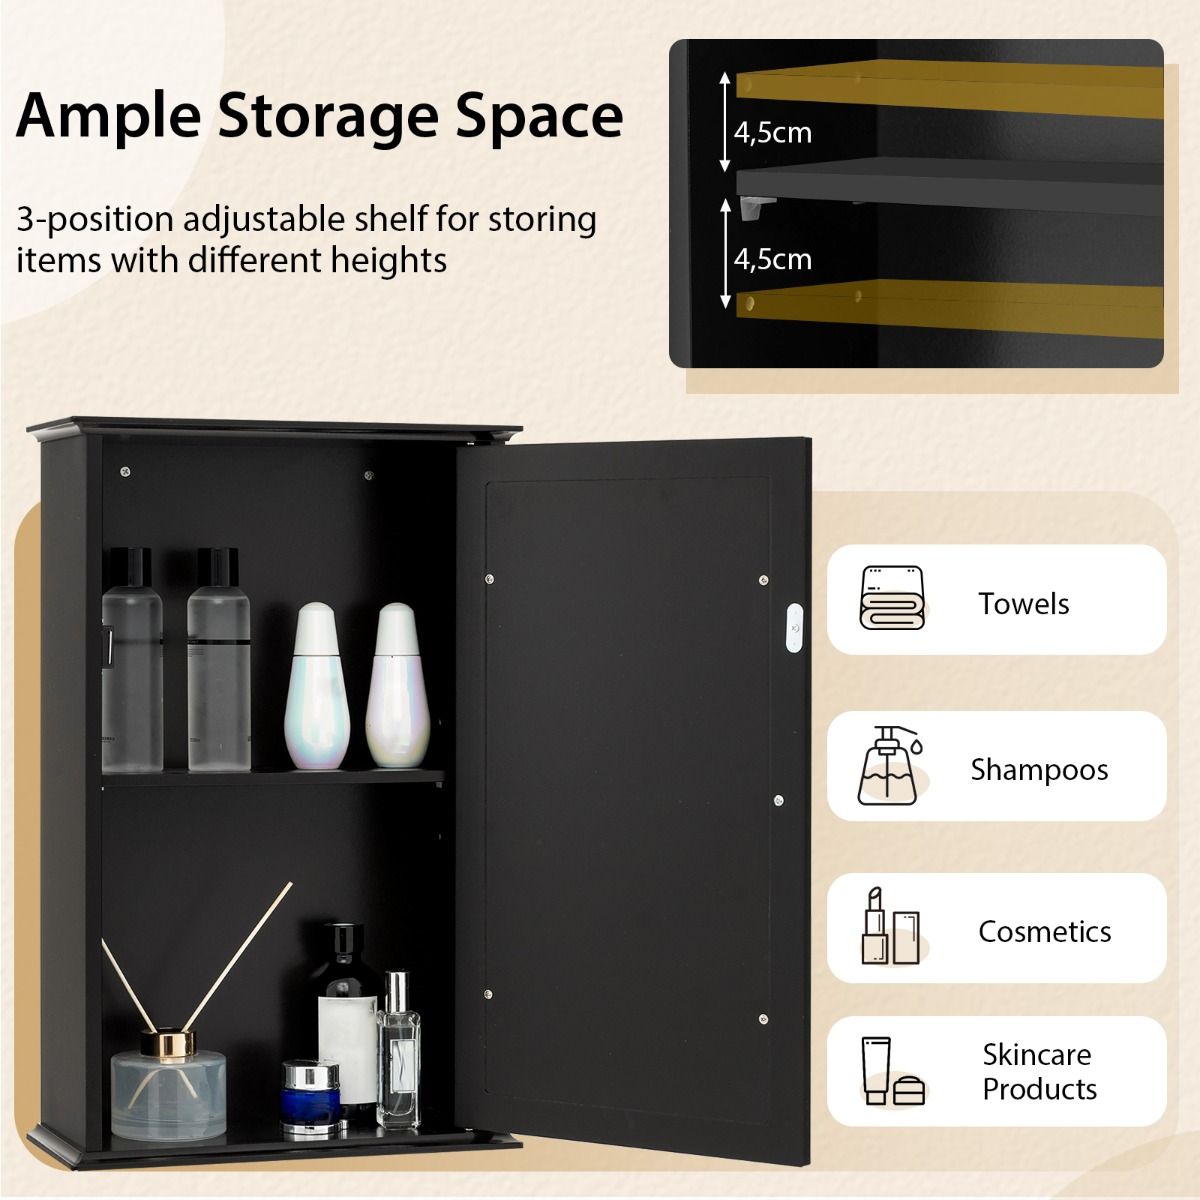 Ample Storage Space
3-position adjustable shelf for storing
items with different heights
4,5cm
4,5cm
Towels
Shampoos
Cosmetics
Skincare
Products